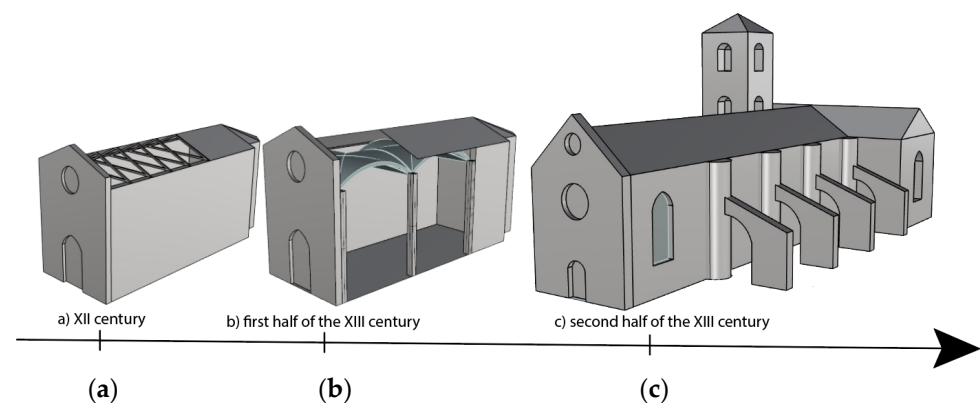 a) XII century
b) first half of the XIII century
c) second half of the XIII century
(a)
(b)
(c)